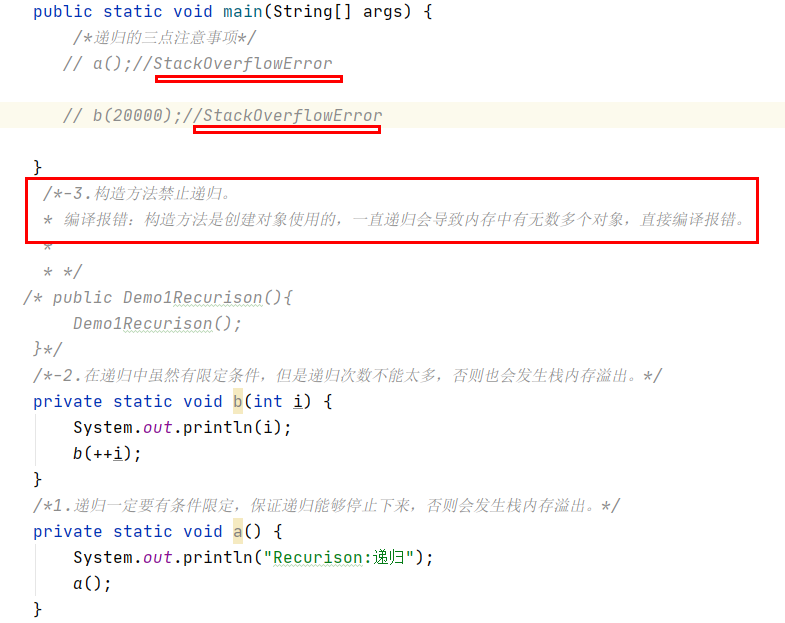 public static void main(String[] args) {
/*递归的三点注意事项*/
// a();//StackOverflowError
// b(20000);//StackOverflowError
}
/*-3.构造方法禁止递归。
* 编译报错：构造方法是创建对象使用的，一直递归会导致内存中有无数多个对象，直接编译报错。
*
* */
/* public Demo1Recurison(){
Demo1Recurison();
}*/
/*-2.在递归中虽然有限定条件，但是递归次数不能太多，否则也会发生栈内存溢出。*/
private static void b(int i) {
System.out.println(i);
b(++i);
}
/*1.递归一定要有条件限定，保证递归能够停止下来，否则会发生栈内存溢出。*/
private static void a() {
System.out.println("Recurison:递归");
a();
}